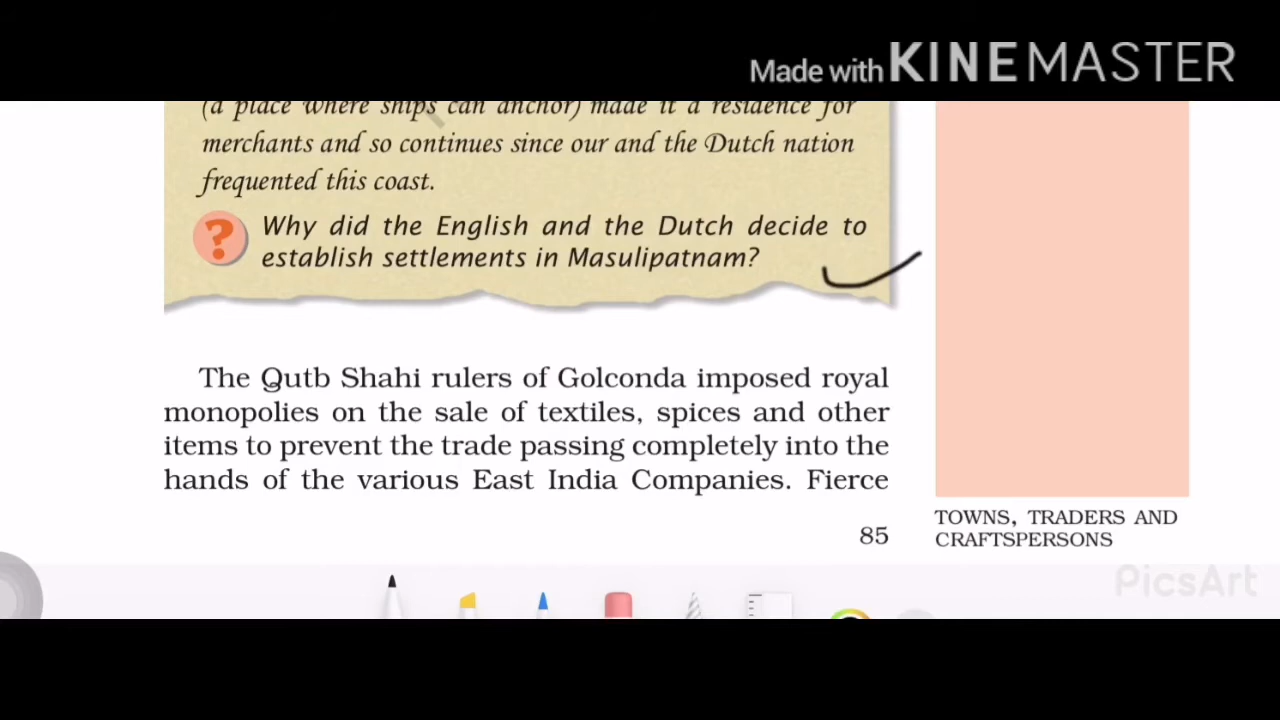 Made with KINEMASTER
(a place where ships can anchor) made it a residence for
merchants and so continues since our and the Dutch nation
frequented this coast.
? Why did the English and the Dutch decide to
establish settlements in Masulipatnam?
The Qutb Shahi rulers of Golconda imposed royal
monopolies on the sale of textiles, spices and other
items to prevent the trade passing completely into the
hands of the various East India Companies. Fierce
85
TOWNS, TRADERS AND
CRAFTSPERSONS
PicsArt